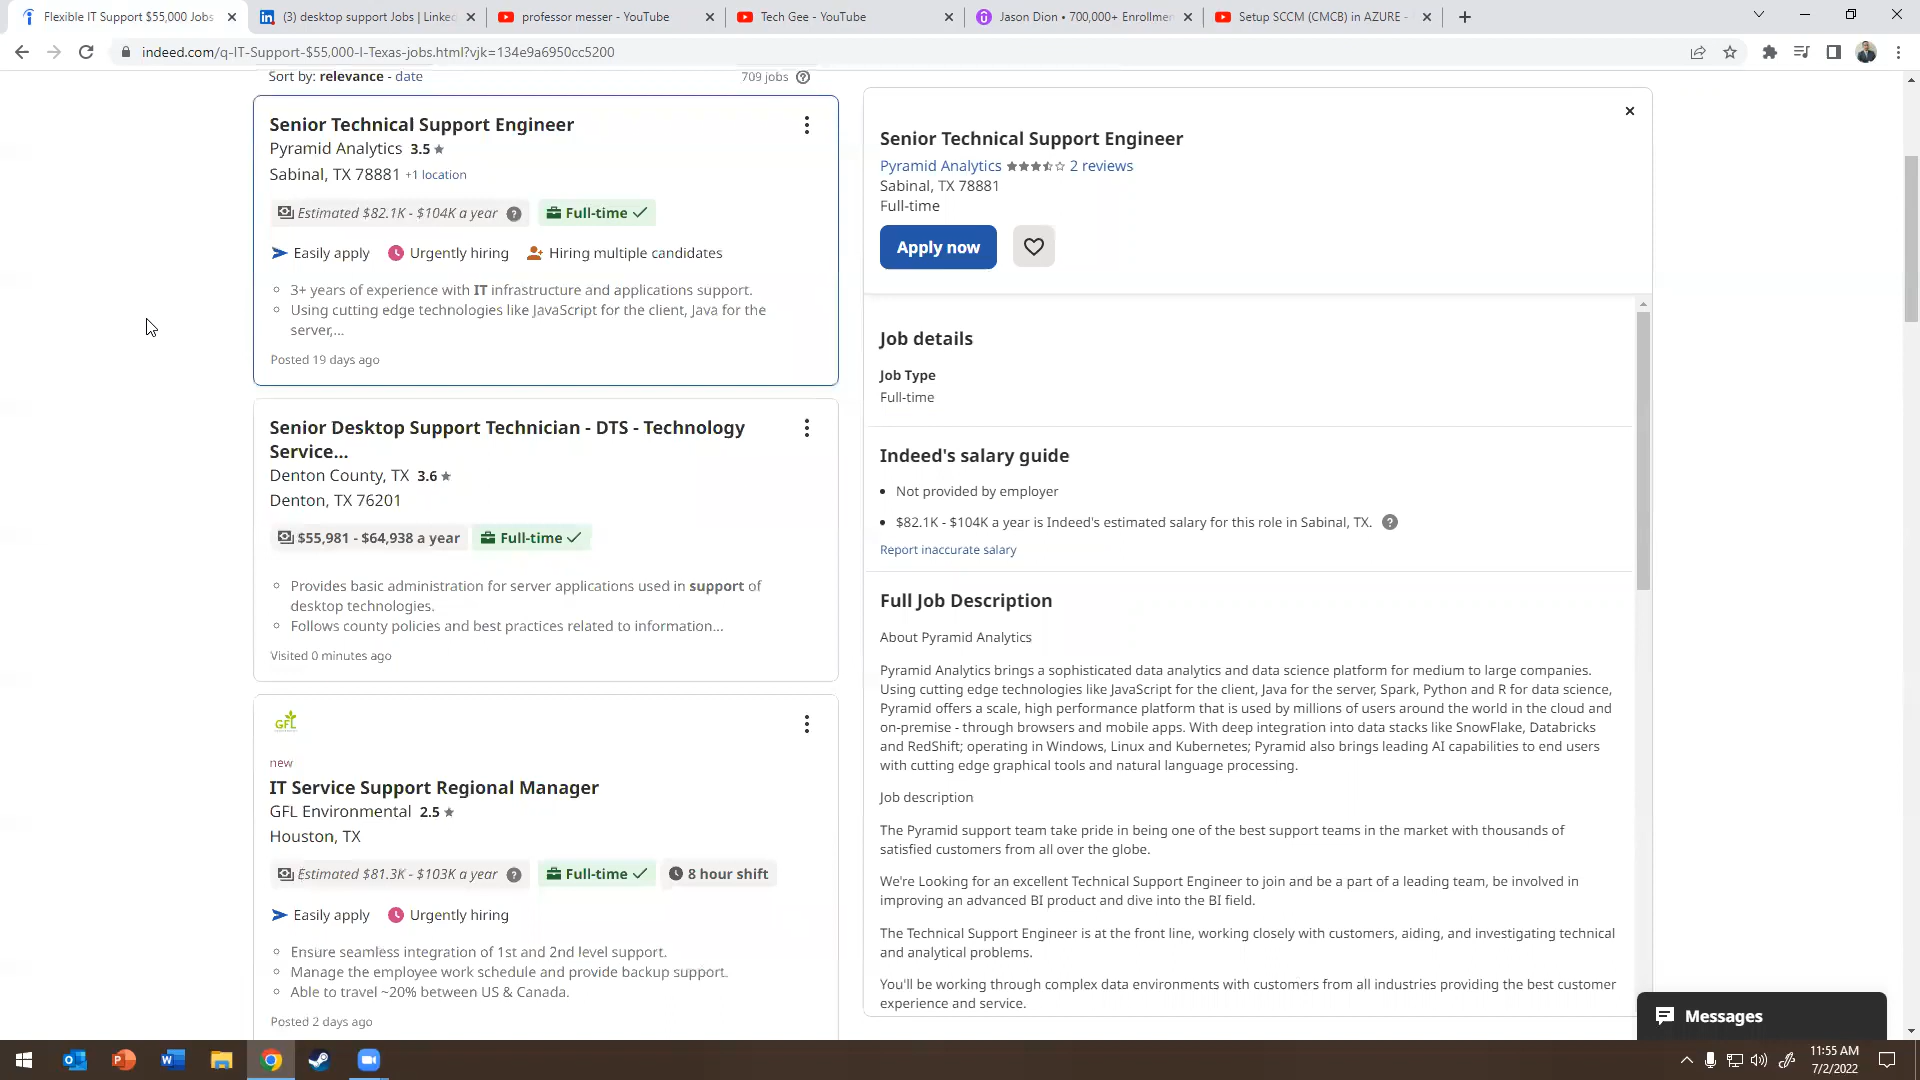 Flexible IT Support $55,000 Jobs
(3) desktop support Jobs | Linke
professor messer - YouTube
Tech Gee - YouTube
Jason Dion • 700,000+ Enrollmen
Setup SCCM (CMCB) in AZURE -
indeed.com/q-IT-Support-$55,000-l-Texas-jobs.html?vjk=134e9a6950cc5200
Sort by: relevance - date
709 jobs
Senior Technical Support Engineer
Pyramid Analytics 3.5
Sabinal, TX 78881 +1 location
Estimated $82.1K - $104K a year
Full-time
Easily apply
Urgently hiring
Hiring multiple candidates
3+ years of experience with IT infrastructure and applications support.
Using cutting edge technologies like JavaScript for the client, Java for the
server,...
Posted 19 days ago
Senior Desktop Support Technician - DTS - Technology
Service...
Denton County, TX 3.6
Denton, TX 76201
$55,981 - $64,938 a year
Full-time
Provides basic administration for server applications used in support of
desktop technologies.
Follows county policies and best practices related to information...
Visited 0 minutes ago
GFL
new
IT Service Support Regional Manager
GFL Environmental 2.5
Houston, TX
Estimated $81.3K - $103K a year
Full-time
8 hour shift
Easily apply
Urgently hiring
Ensure seamless integration of 1st and 2nd level support.
Manage the employee work schedule and provide backup support.
Able to travel ~20% between US & Canada.
Posted 2 days ago
Senior Technical Support Engineer
Pyramid Analytics 2 reviews
Sabinal, TX 78881
Full-time
Apply now
Job details
Job Type
Full-time
Indeed's salary guide
Not provided by employer
$82.1K - $104K a year is Indeed's estimated salary for this role in Sabinal, TX.
Report inaccurate salary
Full Job Description
About Pyramid Analytics
Pyramid Analytics brings a sophisticated data analytics and data science platform for medium to large companies.
Using cutting edge technologies like JavaScript for the client, Java for the server, Spark, Python and R for data science,
Pyramid offers a scale, high performance platform that is used by millions of users around the world in the cloud and
on-premise - through browsers and mobile apps. With deep integration into data stacks like SnowFlake, Databricks
and RedShift; operating in Windows, Linux and Kubernetes; Pyramid also brings leading AI capabilities to end users
with cutting edge graphical tools and natural language processing.
Job description
The Pyramid support team take pride in being one of the best support teams in the market with thousands of
satisfied customers from all over the globe.
We're Looking for an excellent Technical Support Engineer to join and be a part of a leading team, be involved in
improving an advanced BI product and dive into the BI field.
The Technical Support Engineer is at the front line, working closely with customers, aiding, and investigating technical
and analytical problems.
You'll be working through complex data environments with customers from all industries providing the best customer
experience and service.
Messages
11:55 AM
7/2/2022